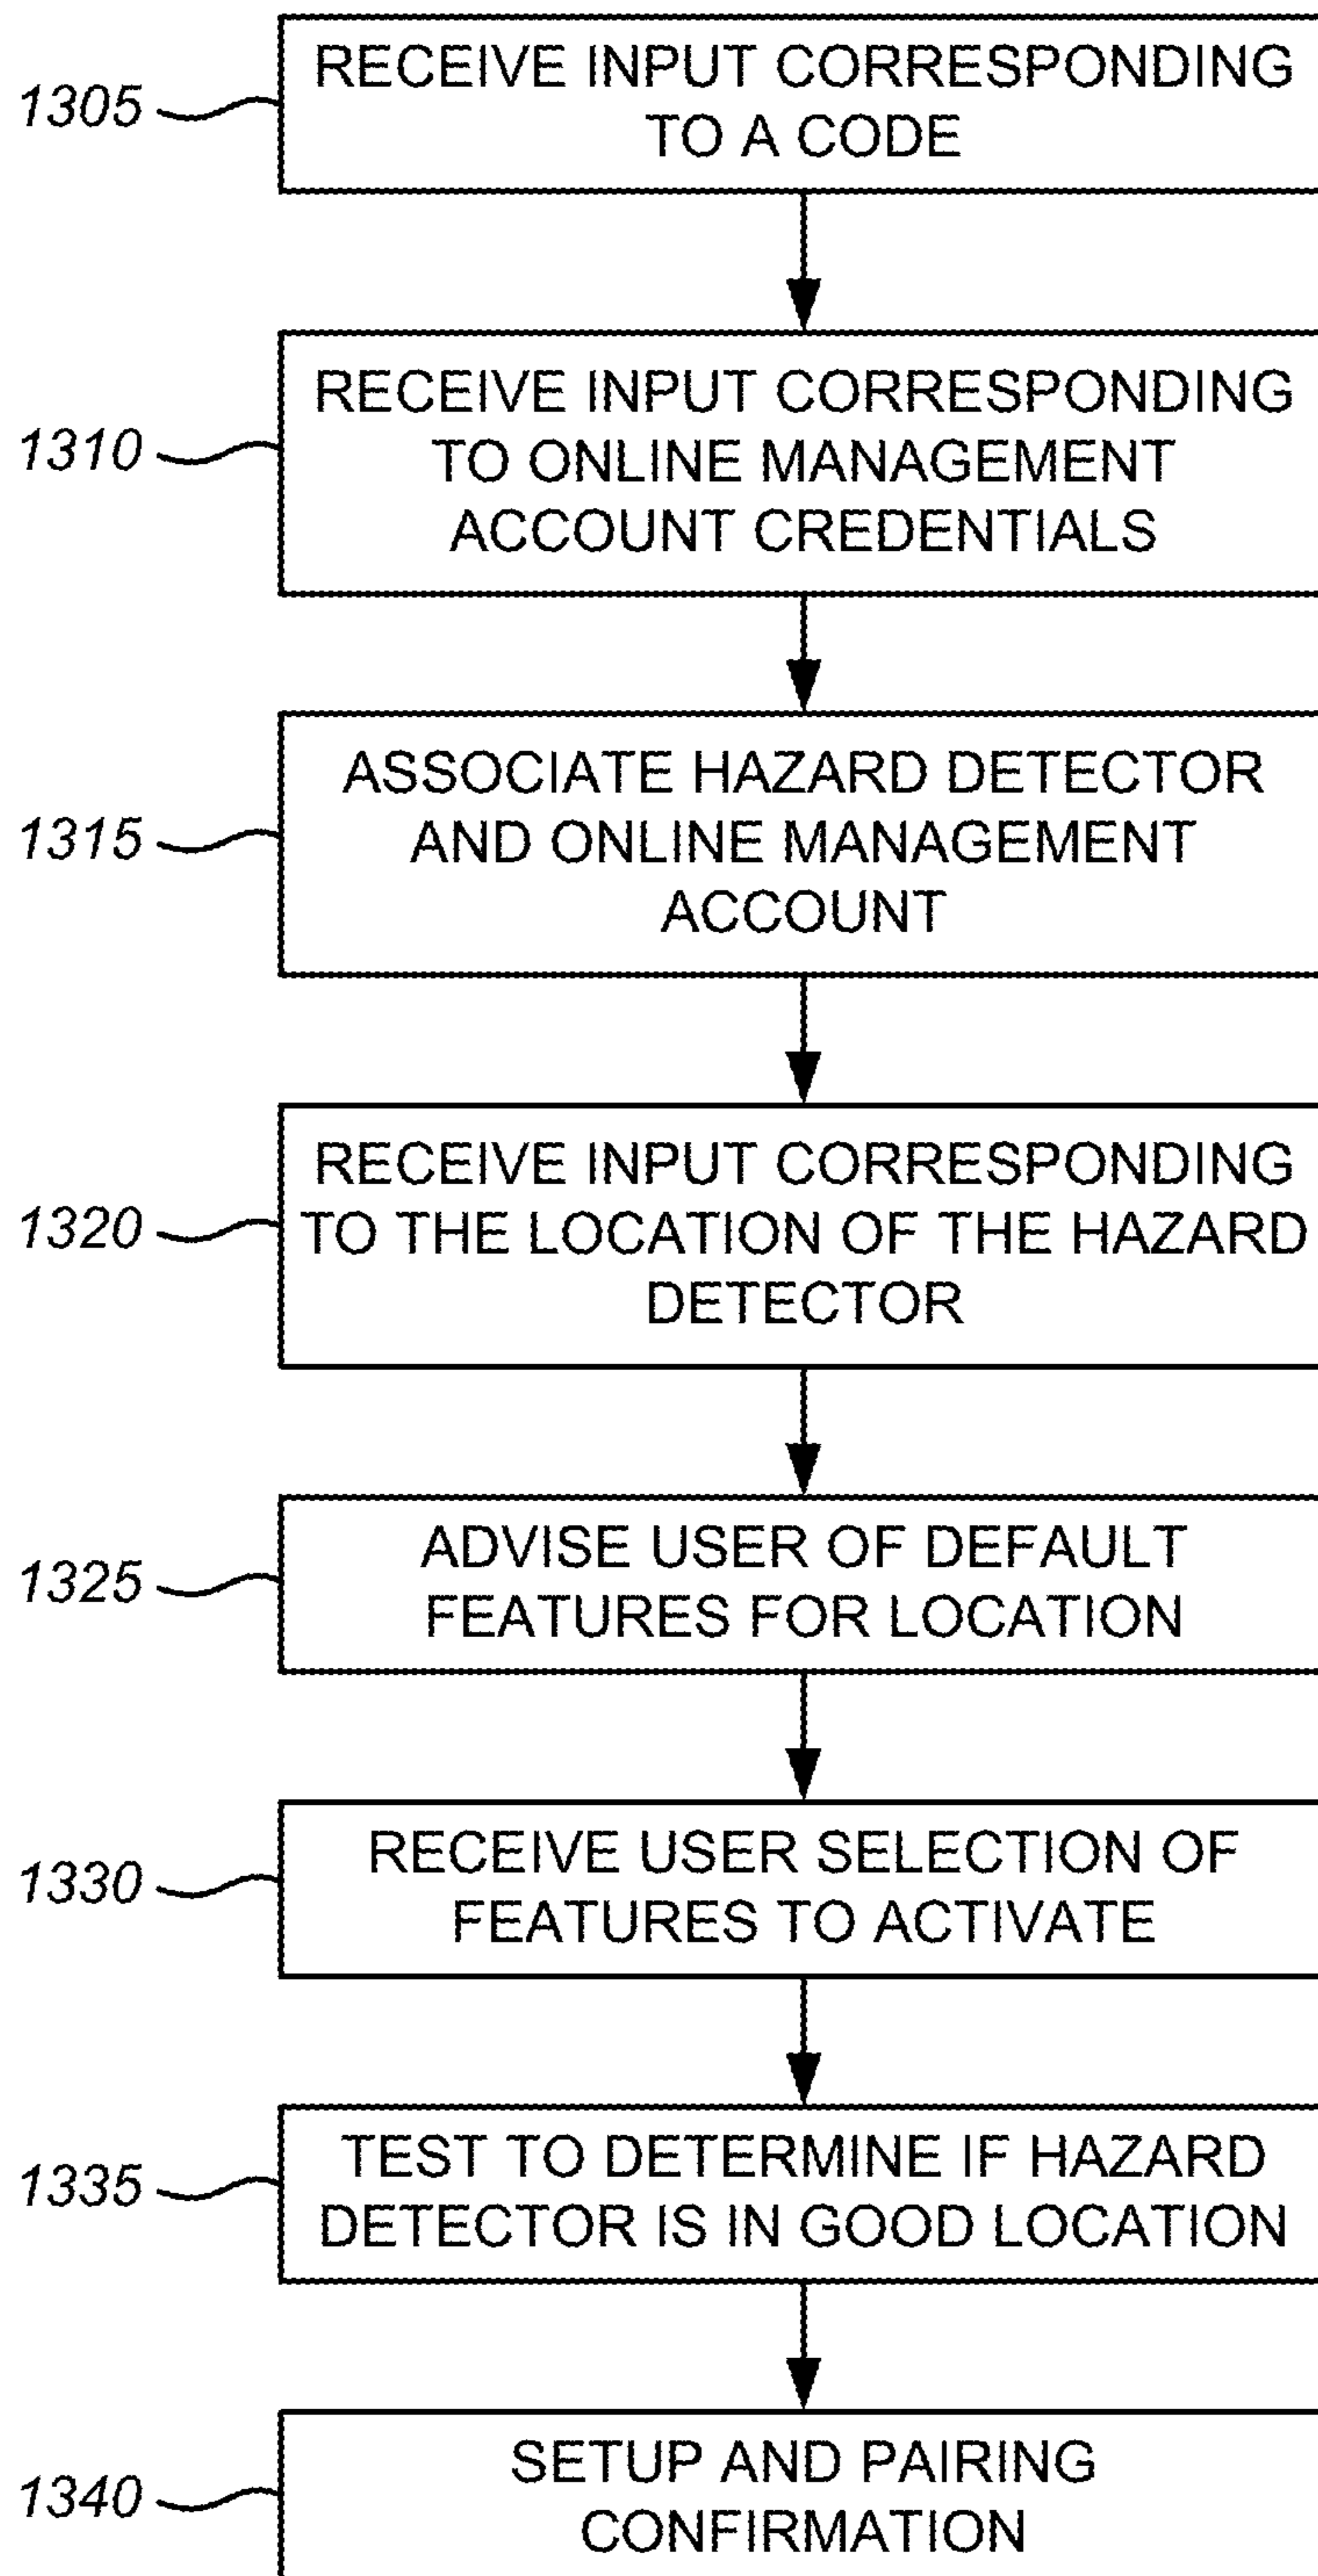 1305
RECEIVE INPUT CORRESPONDING
TO A CODE
1310
RECEIVE INPUT CORRESPONDING
TO ONLINE MANAGEMENT
ACCOUNT CREDENTIALS
1315
ASSOCIATE HAZARD DETECTOR
AND ONLINE MANAGEMENT
ACCOUNT
1320
RECEIVE INPUT CORRESPONDING
TO THE LOCATION OF THE HAZARD
DETECTOR
1325
ADVISE USER OF DEFAULT
FEATURES FOR LOCATION
1330
RECEIVE USER SELECTION OF
FEATURES TO ACTIVATE
1335
TEST TO DETERMINE IF HAZARD
DETECTOR IS IN GOOD LOCATION
1340
SETUP AND PAIRING
CONFIRMATION